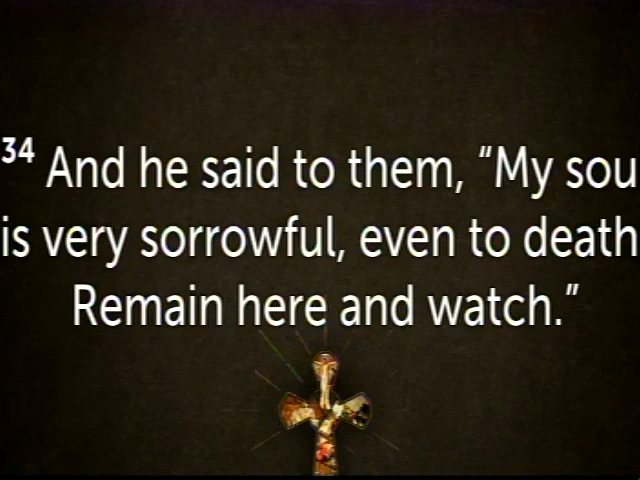 34 And he said to them, “My sou
is very sorrowful, even to death
Remain here and watch.”